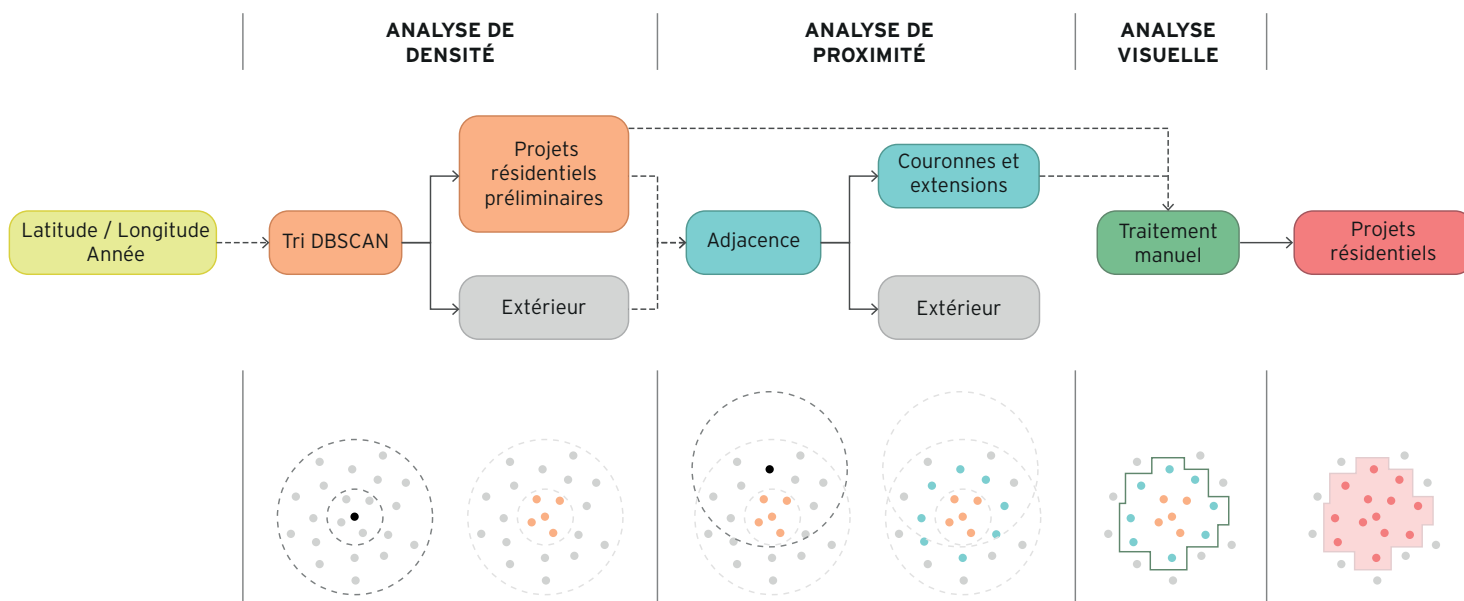 ANALYSE DE
DENSITÉ
ANALYSE DE
PROXIMITÉ
ANALYSE
VISUELLE
Latitude / Longitude
Année
Tri DBSCAN
Projets
résidentiels
préliminaires
Extérieur
Adjacence
Couronnes et
extensions
Extérieur
Traitement
manuel
Projets
résidentiels